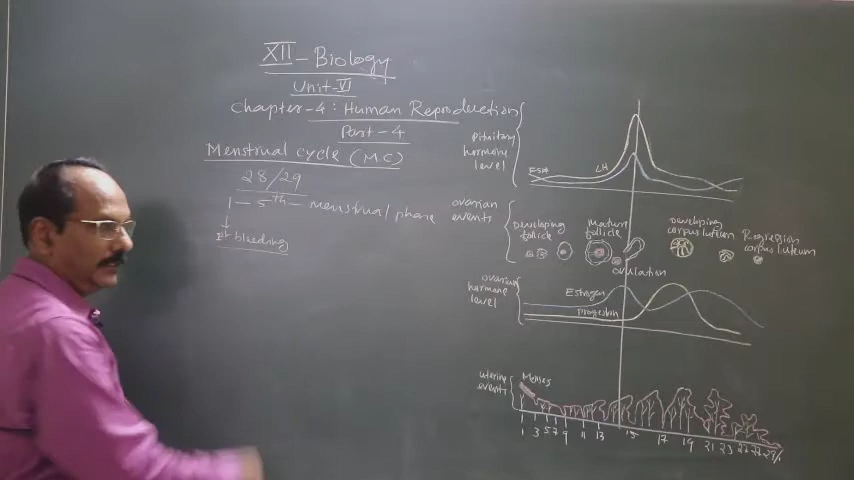 XII - Biology
Unit-VI
Chapter-4: Human Reproduction
Part-4
Menstrual cycle (M.C)
28/29
1-5th - menstrual phase
1st bleeding
Pituitary
hormone
level
FSH
LH
ovarian
events
Developing
follicle
mature
follicle
ovulation
Developing
corpus luteum
Regression
corpus luteum
ovarian
hormone
level
Estrogen
uterine
events
Menses
1 3 5 7 9 11 13 15 17 19 21 23